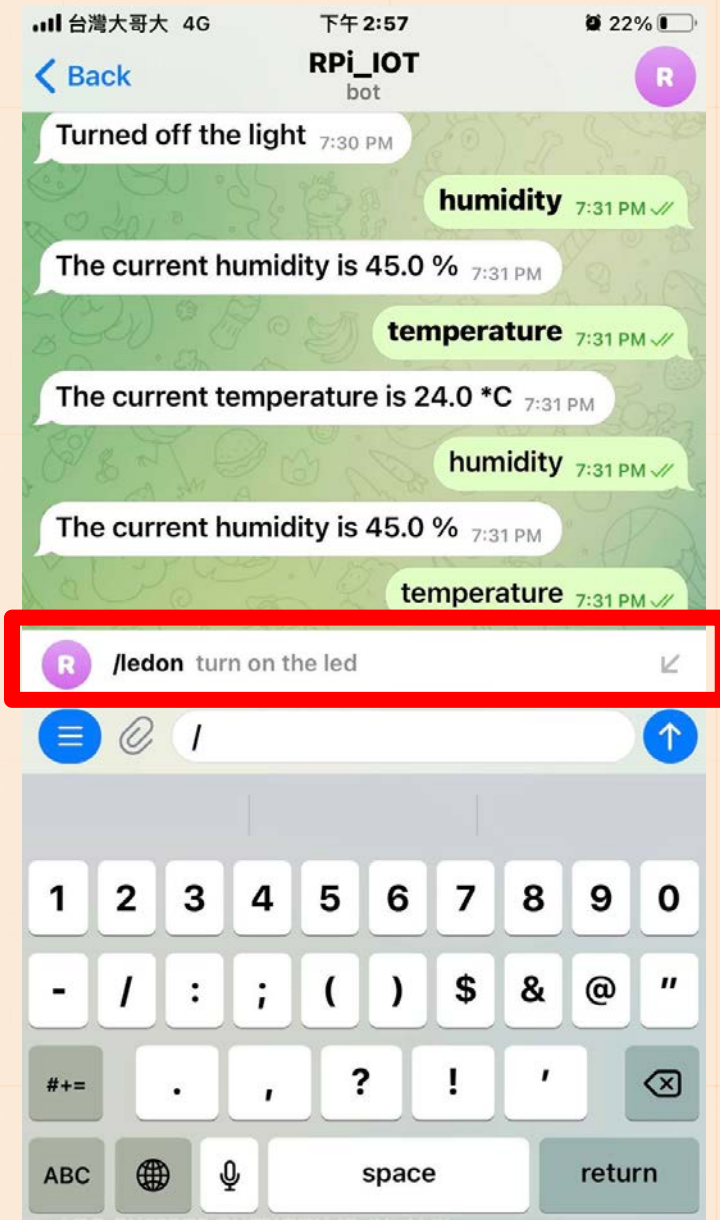 台灣大哥大 4G 下午 2:57 22%
Back RPi_IOT R
bot
Turned off the light 7:30 PM
humidity 7:31 PM
The current humidity is 45.0 % 7:31 PM
temperature 7:31 PM
The current temperature is 24.0 *C 7:31 PM
humidity 7:31 PM
The current humidity is 45.0 % 7:31 PM
temperature 7:31 PM
R /ledon turn on the led
/
1 2 3 4 5 6 7 8 9 0
- / : ; ( ) $ & @ "
#+= . , ? ! '
ABC space return